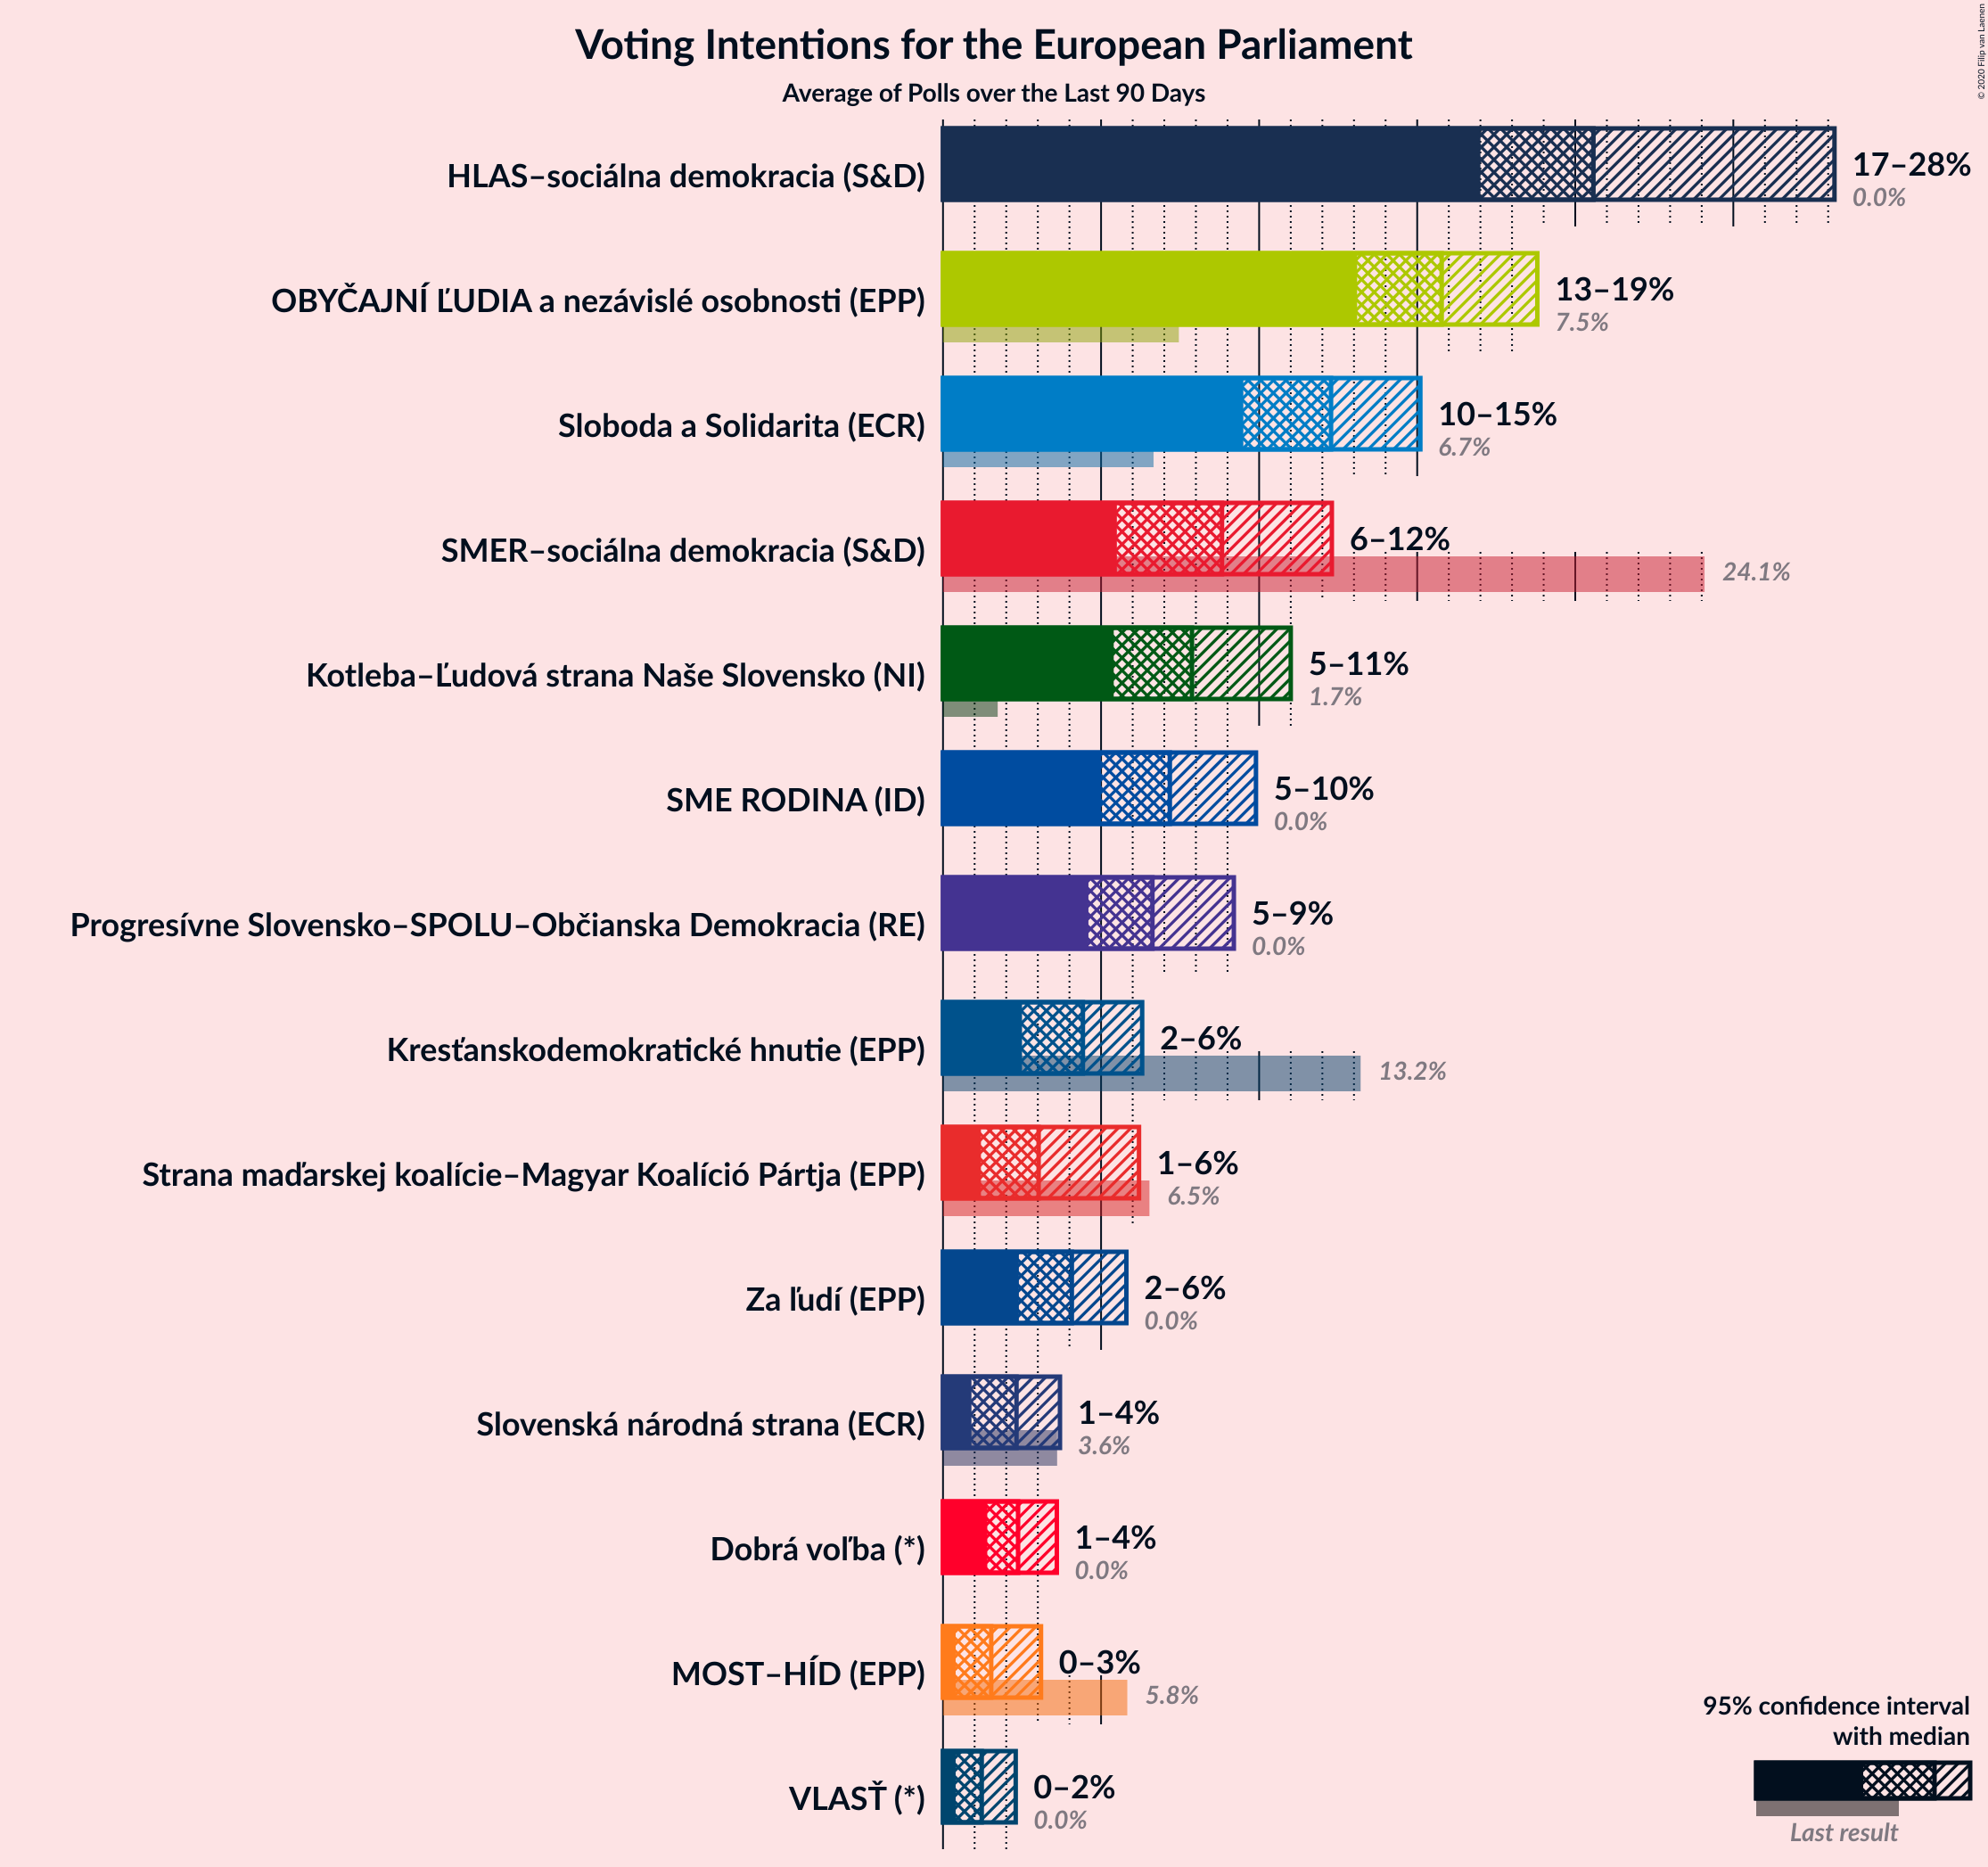 Voting Intentions for the European Parliament
Average of Polls over the Last 90 Days
© 2020 Filip van Laenen
HLAS–sociálna demokracia (S&D)
17–28%
0.0%
OBYČAJNÍ ĽUDIA a nezávislé osobnosti (EPP)
13–19%
7.5%
Sloboda a Solidarita (ECR)
10–15%
6.7%
SMER–sociálna demokracia (S&D)
6–12%
24.1%
Kotleba–Ľudová strana Naše Slovensko (NI)
5–11%
1.7%
SME RODINA (ID)
5–10%
0.0%
Progresívne Slovensko–SPOLU–Občianska Demokracia (RE)
5–9%
0.0%
Kresťanskodemokratické hnutie (EPP)
2–6%
13.2%
Strana maďarskej koalície–Magyar Koalíció Pártja (EPP)
1–6%
6.5%
Za ľudí (EPP)
2–6%
0.0%
Slovenská národná strana (ECR)
1–4%
3.6%
Dobrá voľba (*)
1–4%
0.0%
MOST–HÍD (EPP)
0–3%
5.8%
VLASŤ (*)
0–2%
0.0%
95% confidence interval
with median
Last result